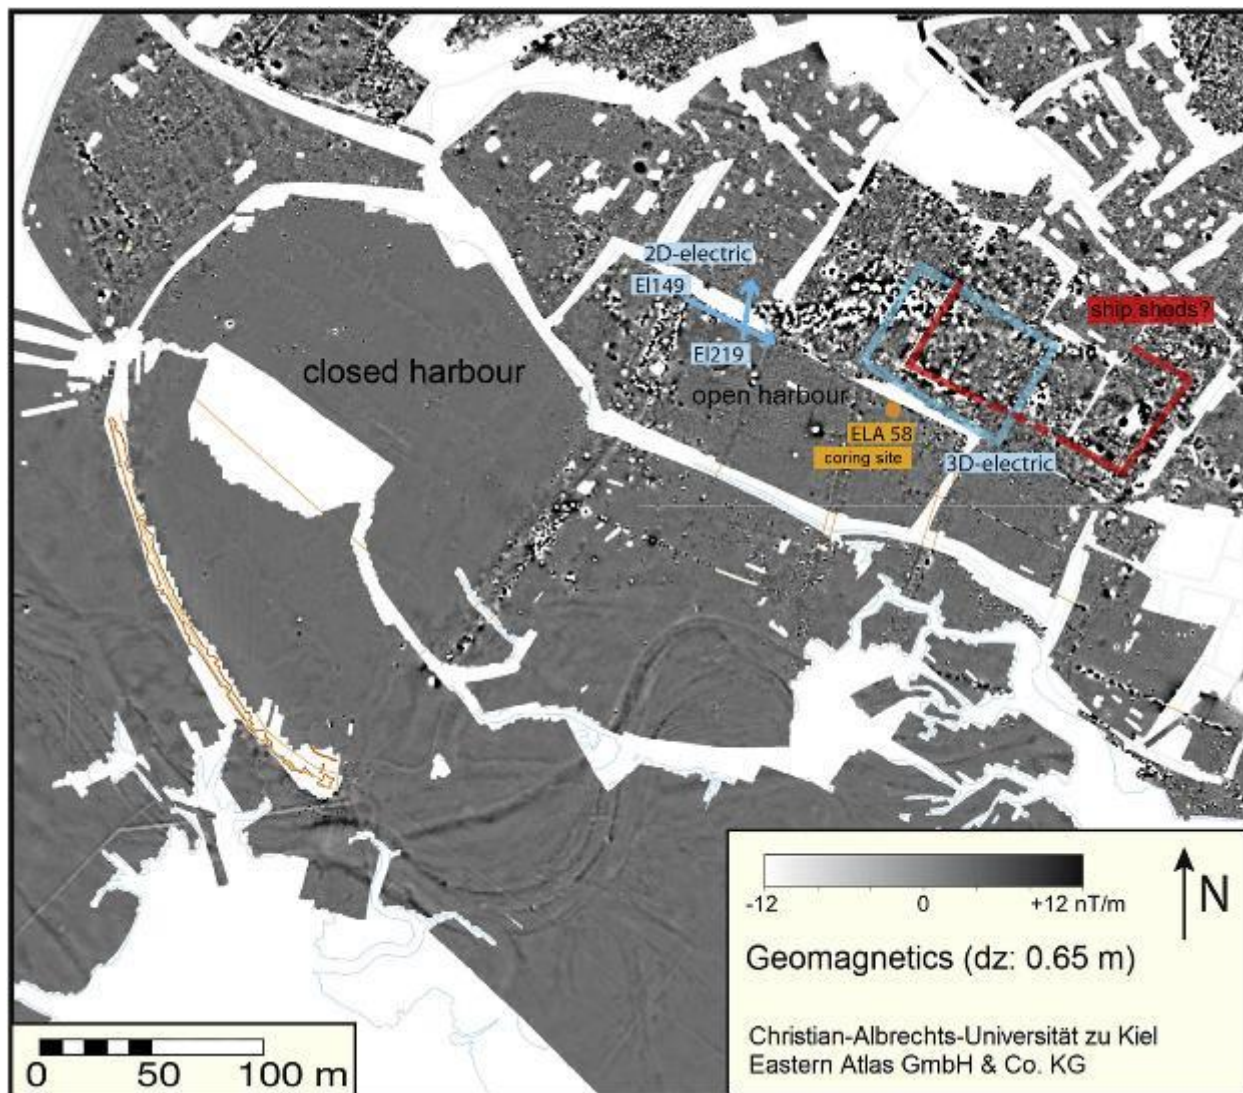 2D-electric
El149
ship sheds?
El219
closed harbour
open harbour
ELA 58
coring site
3D-electric
-12
0
+12 nT/m
N
Geomagnetics (dz: 0.65 m)
Christian-Albrechts-Universität zu Kiel
Eastern Atlas GmbH & Co. KG
0
50
100 m